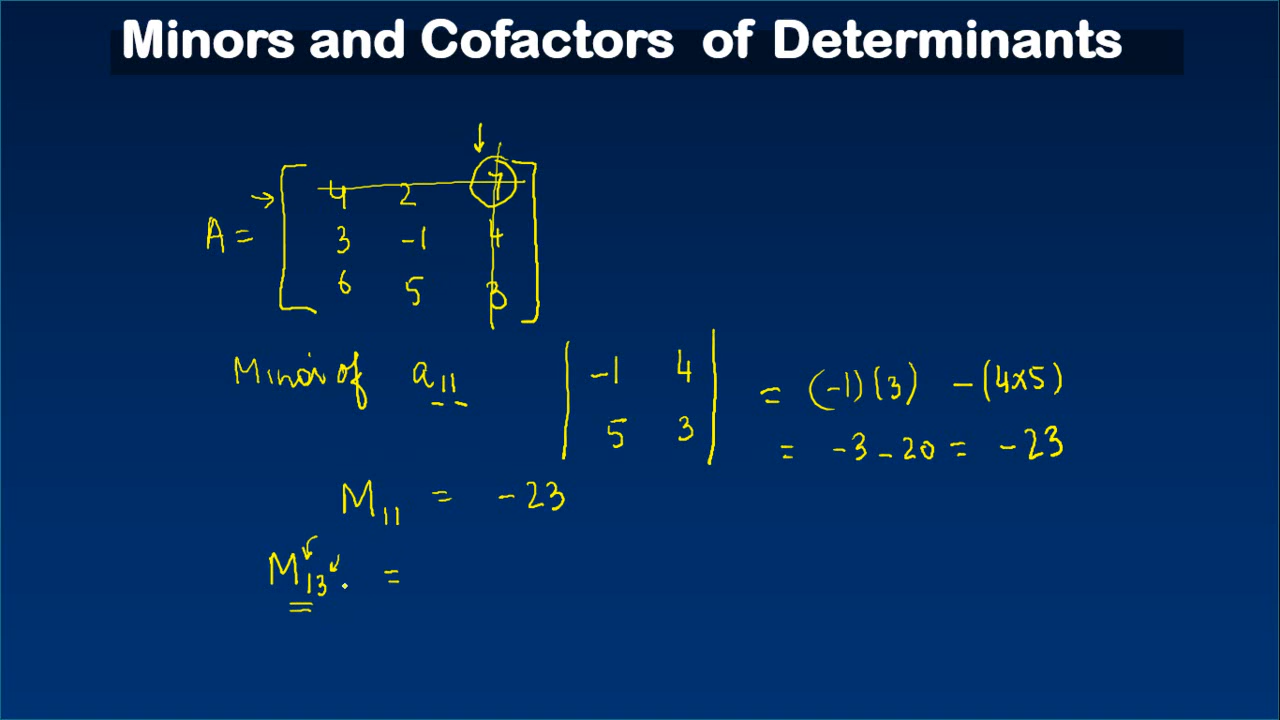 Minors and Cofactors of Determinants
4 2 7
A = 3 -1 4
6 5 3
Minor of a11 | -1 4 | = (-1)(3) - (4x5)
| 5 3 | = -3 - 20 = -23
M11 = -23
M13 =